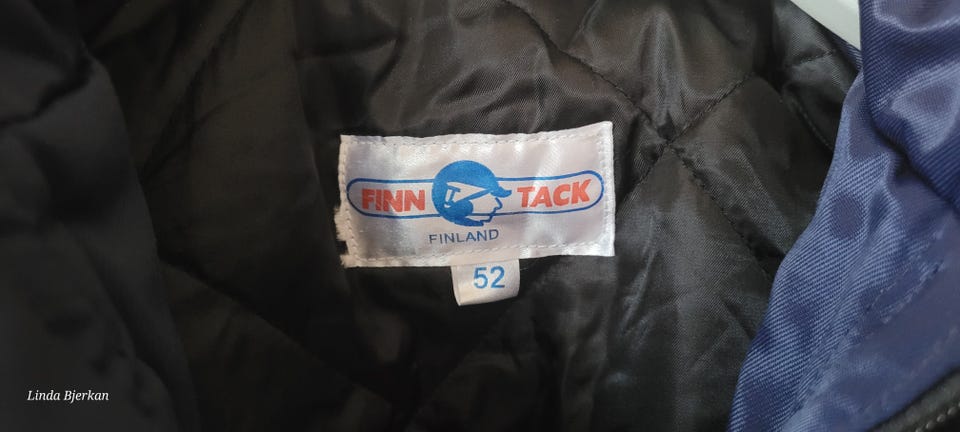 FINN TACK
FINLAND
52
Linda Bjerkan